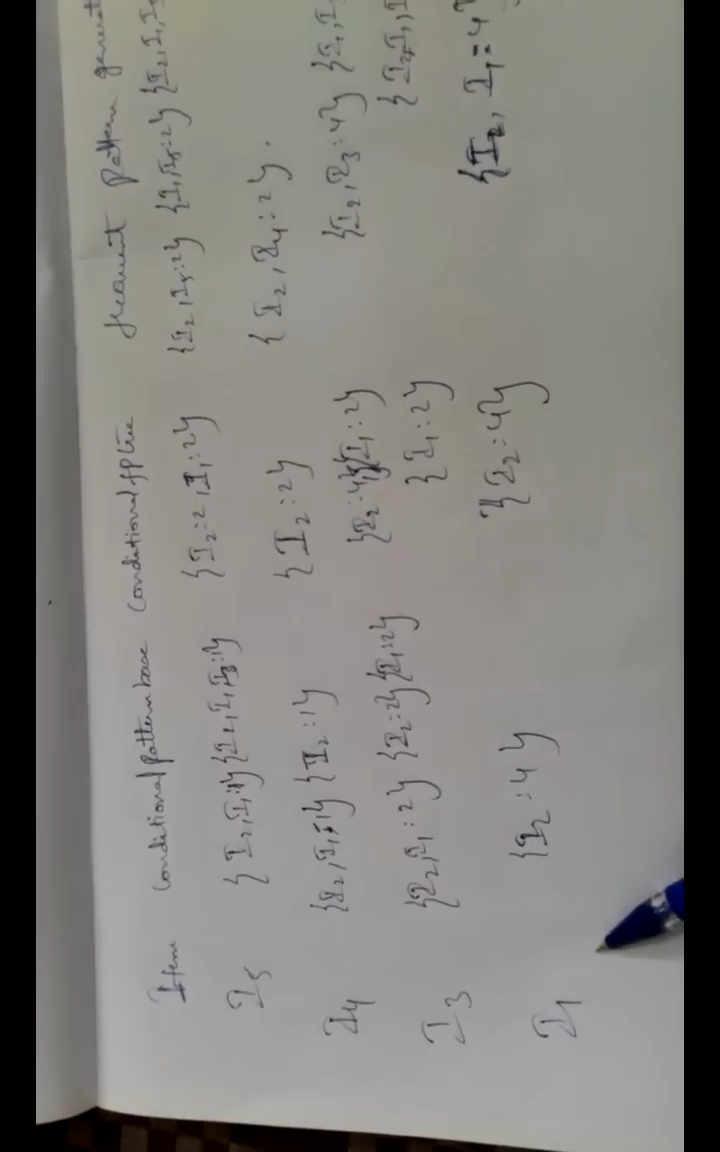 Item Conditional pattern base Conditional fp tree frequent Pattern generat
I5 {I2,I1:1} {I2,I1,I3:1} {I2:2,I1:2} {I2,I5:2} {I1,I5:2} {I2,I1,I5
I4 {I2,I1:1} {I2:1} {I2:2} {I2,I4:2}.
I3 {I2,I1:2} {I2:2} {I1:2} {I2:4,I1:2} {I2,I3:4} {I1,I3
{I1:2} {I2,I1,I
I1 {I2:4} {I2:4} {I2,I1=4}